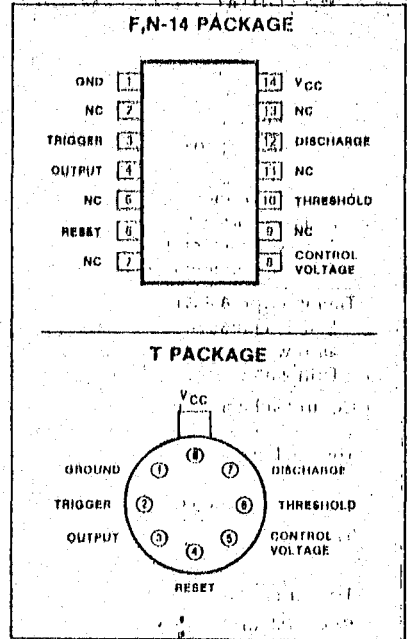 F,N-14 PACKAGE
GND 1 14 VCC
NC 2 13 NC
TRIGGER 3 12 DISCHARGE
OUTPUT 4 11 NC
NC 5 10 THRESHOLD
RESET 6 9 NC
NC 7 8 CONTROL
VOLTAGE
T PACKAGE
VCC
8
GROUND 1 7 DISCHARGE
TRIGGER 2 6 THRESHOLD
OUTPUT 3 5 CONTROL
VOLTAGE
4
RESET